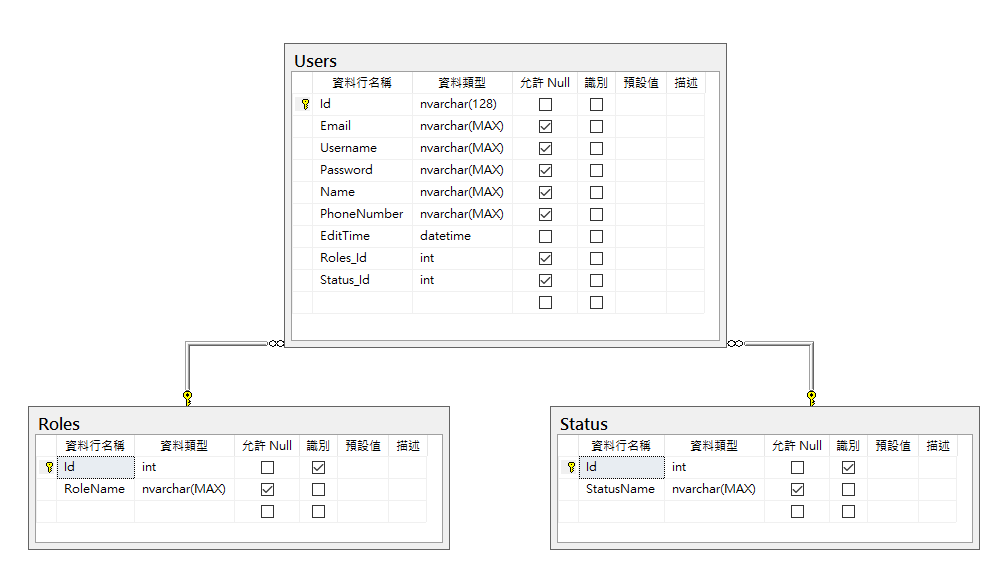 Users
資料行名稱 資料類型 允許 Null 識別 預設值 描述
Id nvarchar(128)
Email nvarchar(MAX)
Username nvarchar(MAX)
Password nvarchar(MAX)
Name nvarchar(MAX)
PhoneNumber nvarchar(MAX)
EditTime datetime
Roles_Id int
Status_Id int
Roles
資料行名稱 資料類型 允許 Null 識別 預設值 描述
Id int
RoleName nvarchar(MAX)
Status
資料行名稱 資料類型 允許 Null 識別 預設值 描述
Id int
StatusName nvarchar(MAX)